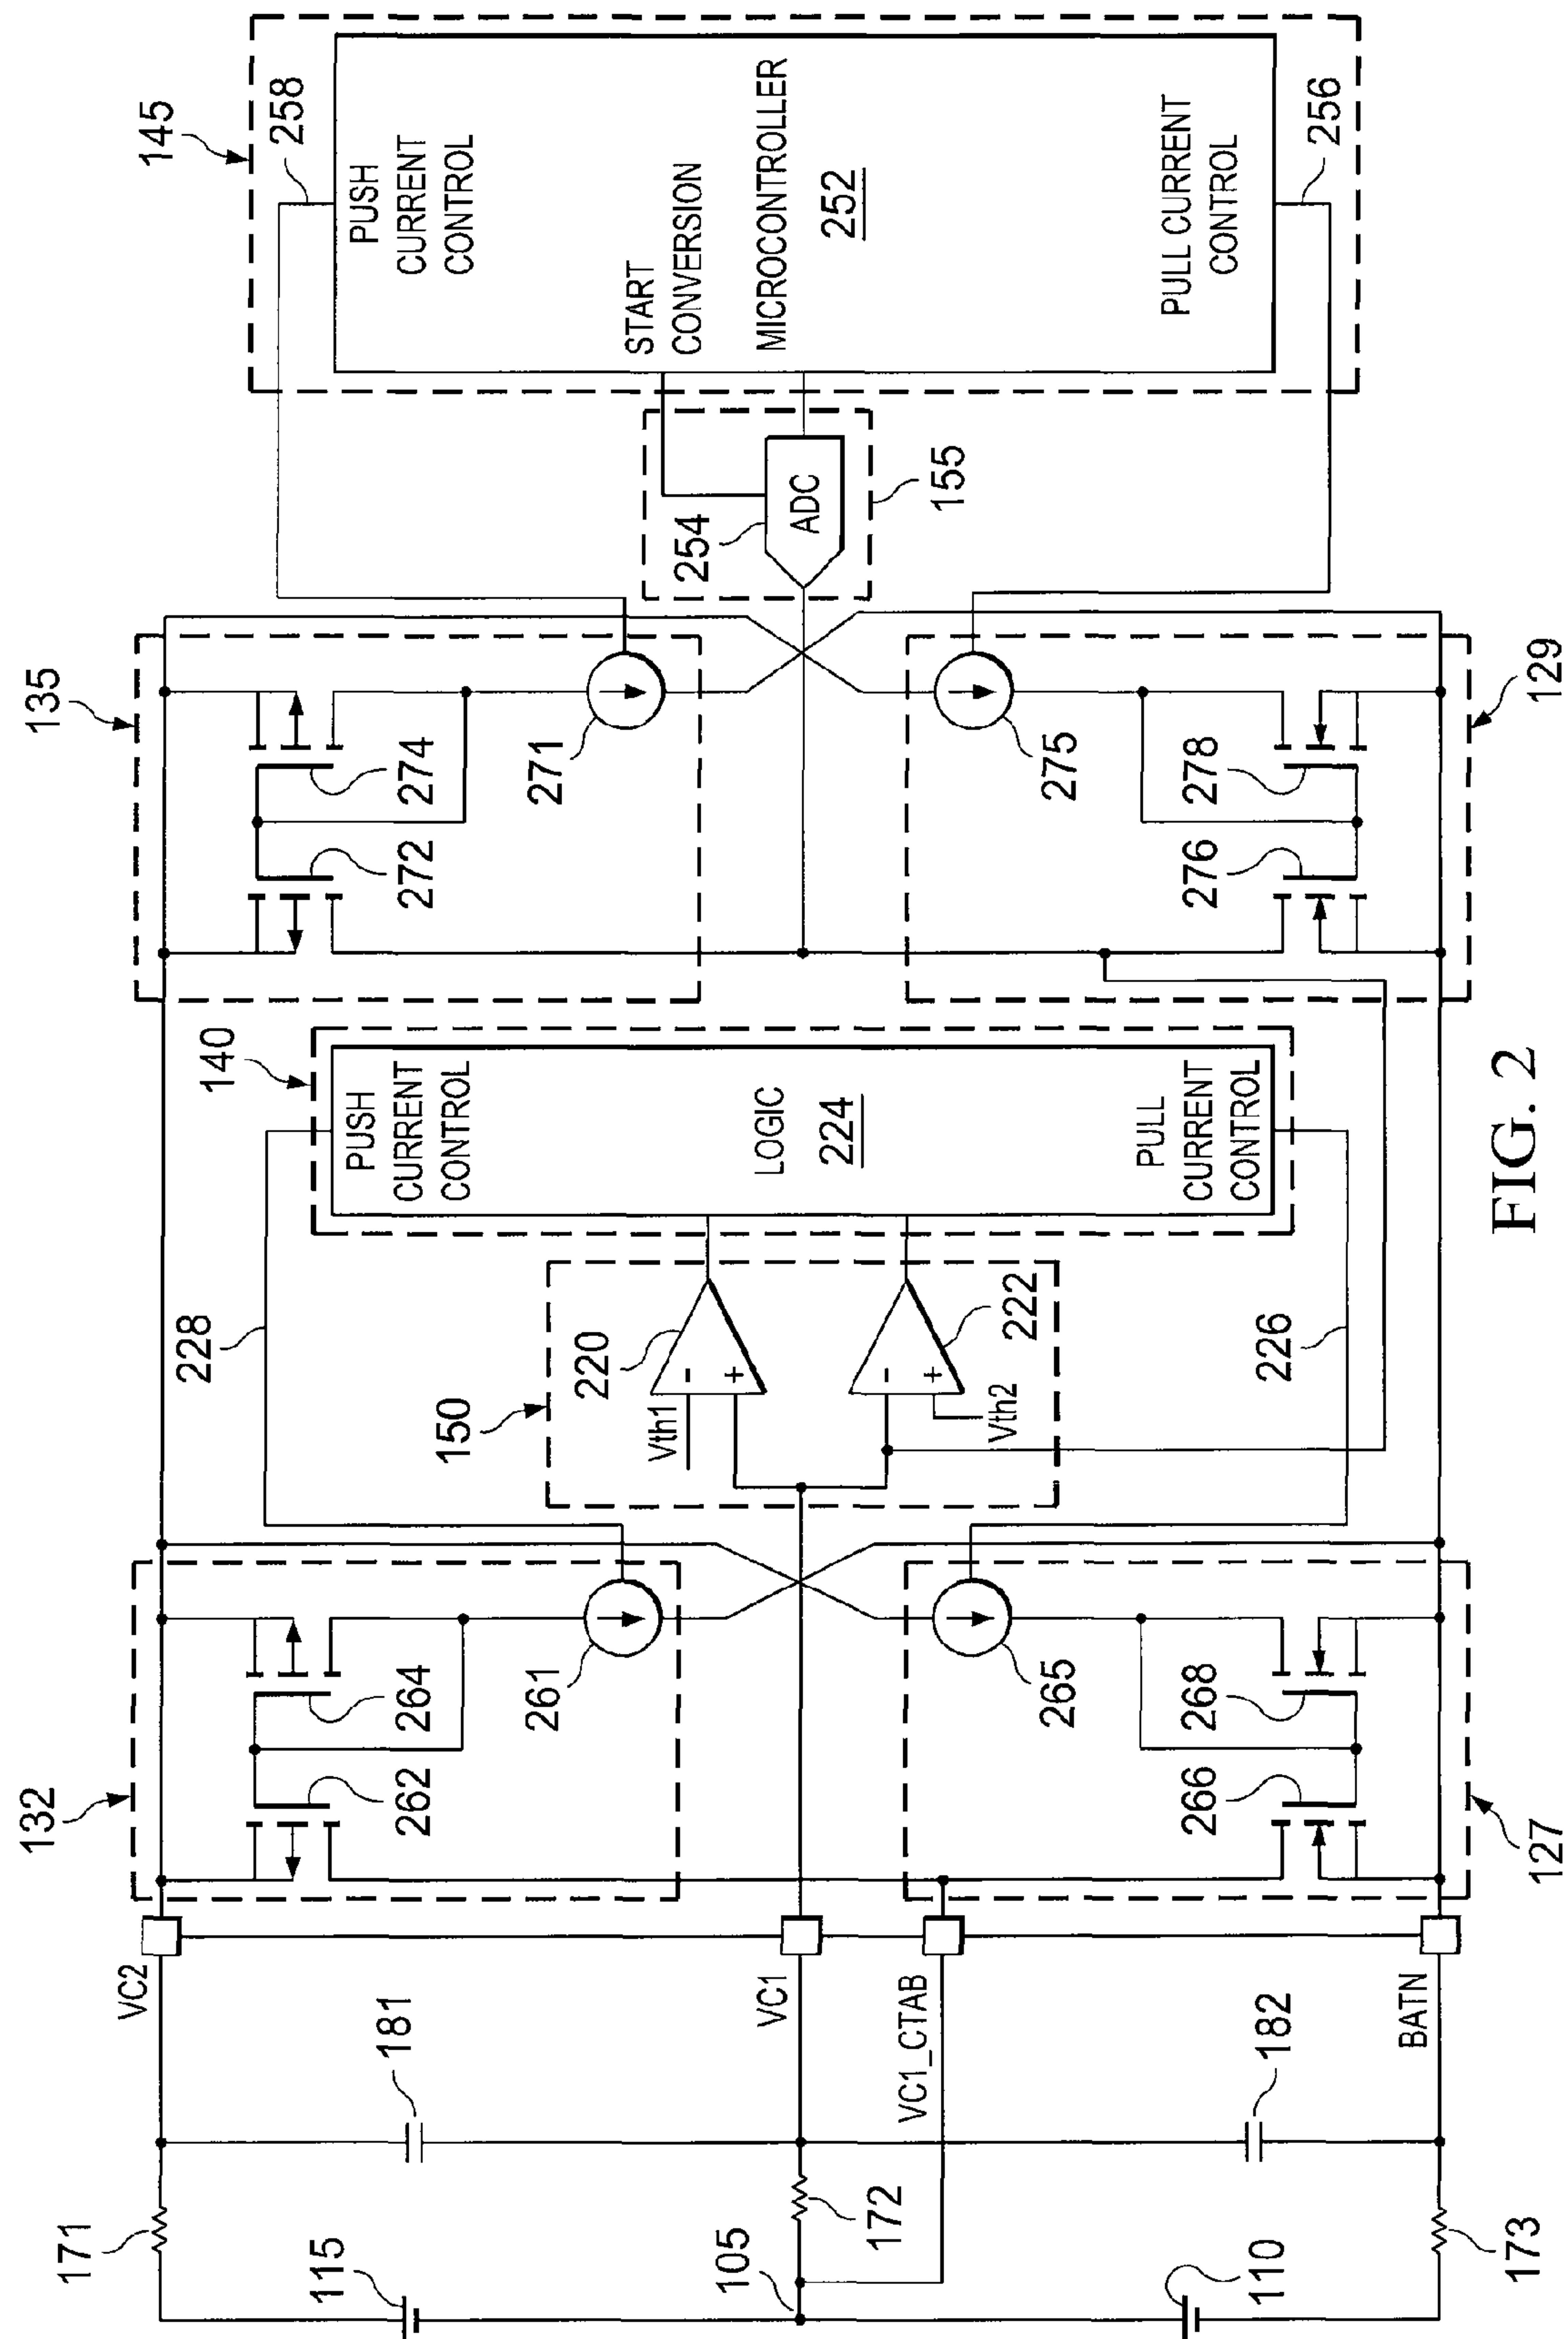 145
258
PUSH
CURRENT
CONTROL
START
CONVERSION
MICROCONTROLLER
252
PULL CURRENT
CONTROL
256
254
ADC
155
135
274
272
271
275
278
276
129
140
PUSH
CURRENT
CONTROL
LOGIC
224
PULL
CURRENT
CONTROL
228
150
220
Vth1
-
+
222
-
+
Vth2
226
132
264
262
261
265
268
266
127
VC2
VC1
VC1_CTAB
BATN
181
182
171
172
173
115
105
110
FIG. 2